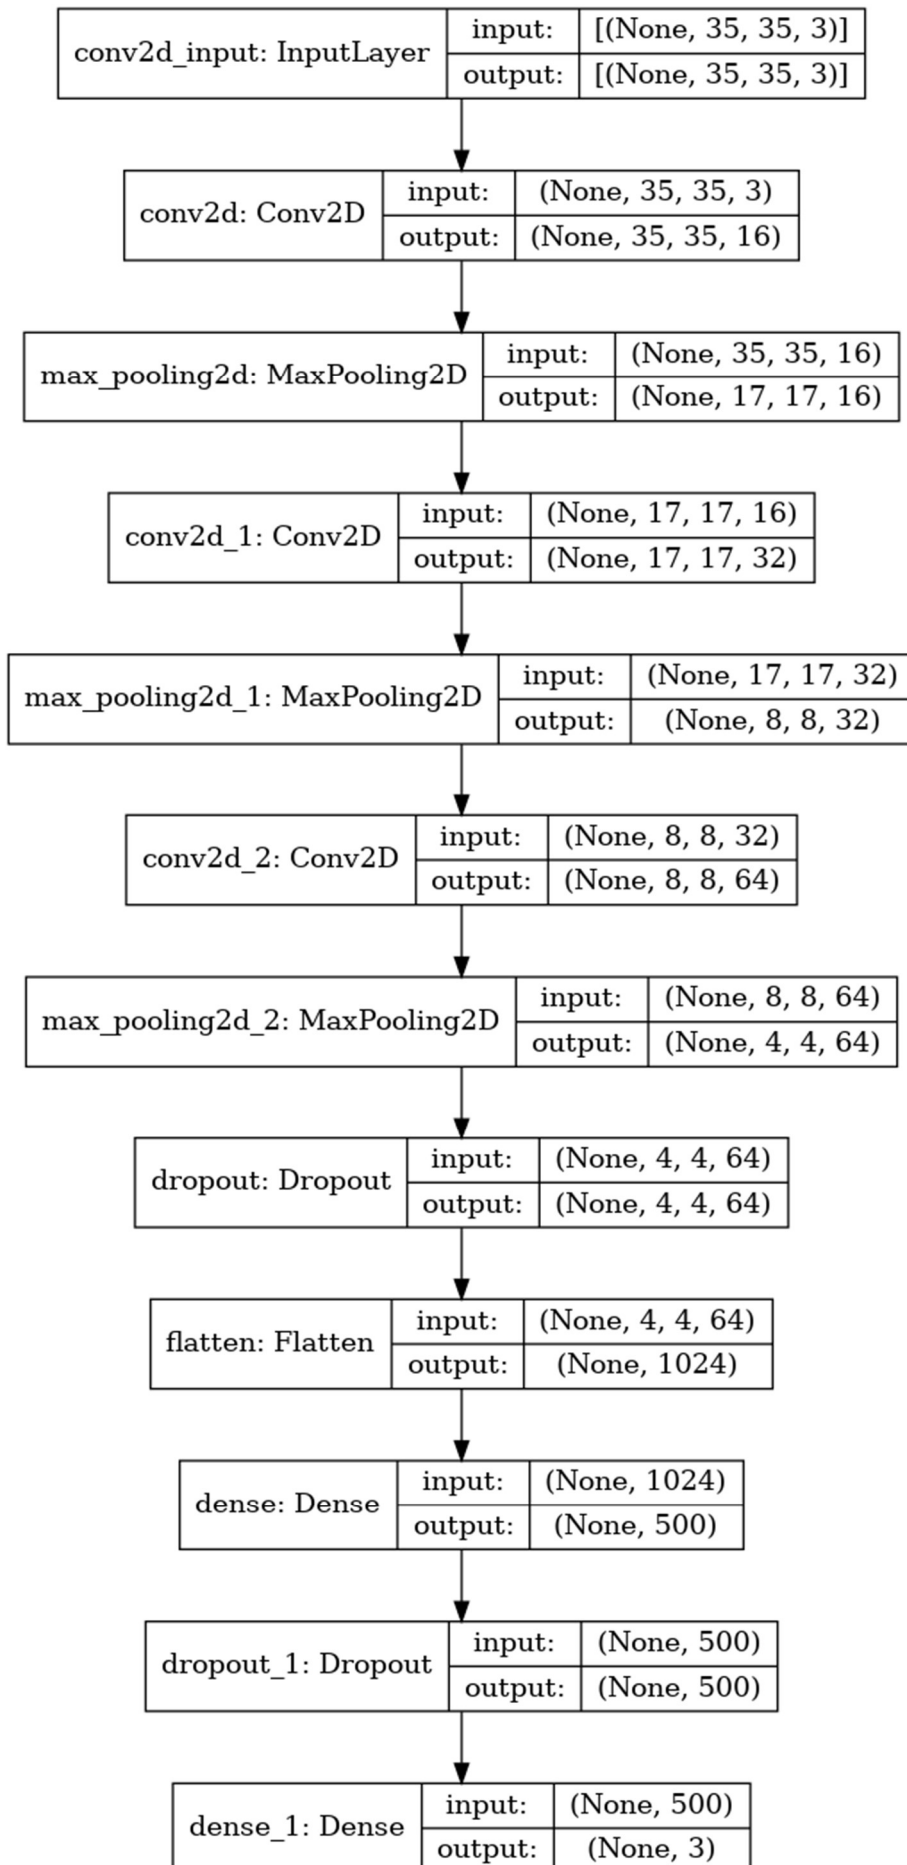 conv2d_input: InputLayer
input: [(None, 35, 35, 3)]
output: [(None, 35, 35, 3)]
conv2d: Conv2D
input: (None, 35, 35, 3)
output: (None, 35, 35, 16)
max_pooling2d: MaxPooling2D
input: (None, 35, 35, 16)
output: (None, 17, 17, 16)
conv2d_1: Conv2D
input: (None, 17, 17, 16)
output: (None, 17, 17, 32)
max_pooling2d_1: MaxPooling2D
input: (None, 17, 17, 32)
output: (None, 8, 8, 32)
conv2d_2: Conv2D
input: (None, 8, 8, 32)
output: (None, 8, 8, 64)
max_pooling2d_2: MaxPooling2D
input: (None, 8, 8, 64)
output: (None, 4, 4, 64)
dropout: Dropout
input: (None, 4, 4, 64)
output: (None, 4, 4, 64)
flatten: Flatten
input: (None, 4, 4, 64)
output: (None, 1024)
dense: Dense
input: (None, 1024)
output: (None, 500)
dropout_1: Dropout
input: (None, 500)
output: (None, 500)
dense_1: Dense
input: (None, 500)
output: (None, 3)